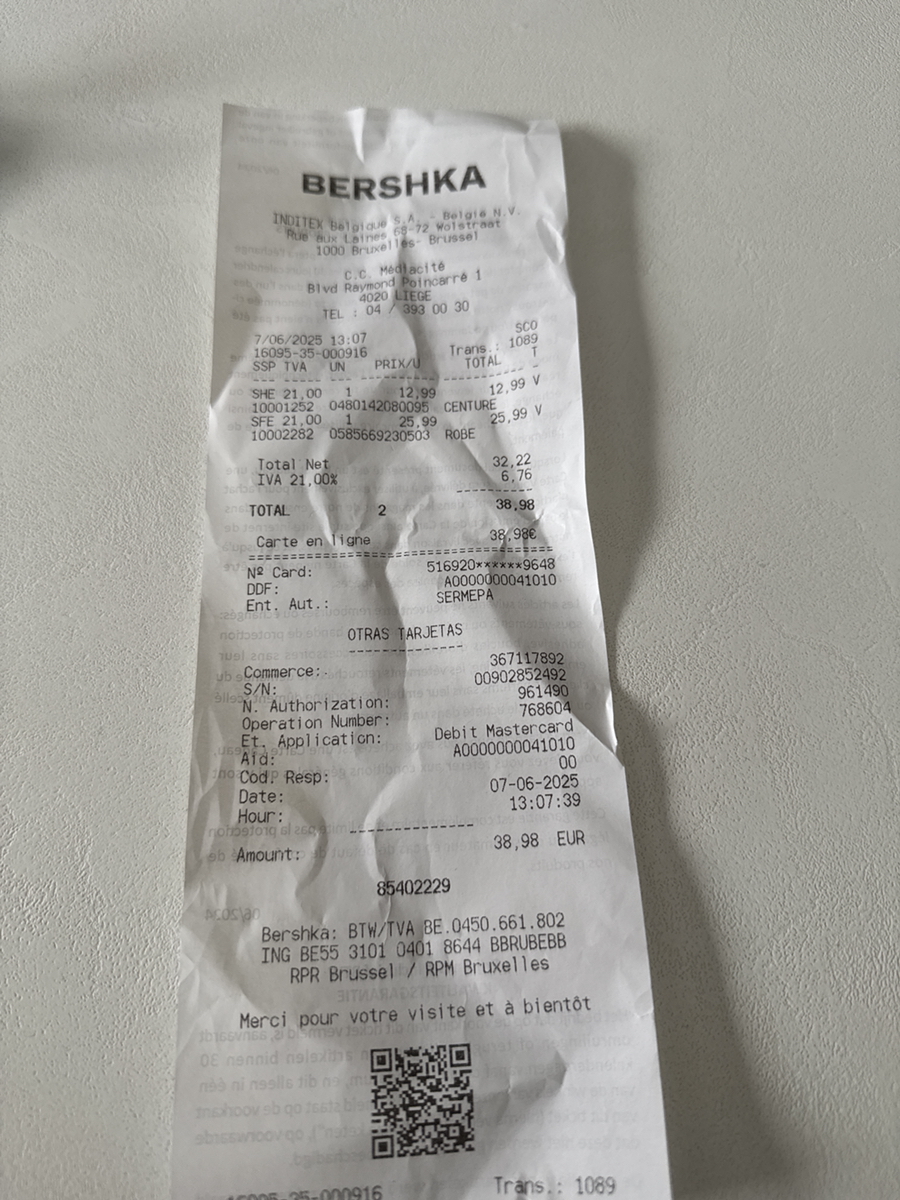 BERSHKA
INDITEX Belgique S.A. - Belgie N.V.
Rue aux Laines 68-72 Wolstraat
1000 Bruxelles- Brussel
C.C. Médiacité
Blvd Raymond Poincarré 1
4020 LIEGE
TEL : 04 / 393 00 30
SCO
7/06/2025 13:07
16095-35-000916 Trans.: 1089
SSP TVA UN PRIX/U TOTAL T
SHE 21,00 1 12,99 12,99 V
10001252 0480142080095 CENTURE
SFE 21,00 1 25,99 25,99 V
10002282 0585669230503 ROBE
Total Net 32,22
IVA 21,00% 6,76
TOTAL 2 38,98
Carte en ligne 38,98€
Nº Card: 516920******9648
DDF: A0000000041010
Ent. Aut.: SERMEPA
OTRAS TARJETAS
Commerce: 367117892
S/N: 00902852492
N. Authorization: 961490
Operation Number: 768604
Et. Application: Debit Mastercard
Aid: A0000000041010
Cod. Resp: 00
Date: 07-06-2025
Hour: 13:07:39
Amount: 38,98 EUR
85402229
Bershka: BTW/TVA BE.0450.661.802
ING BE55 3101 0401 8644 BBRUBEBB
RPR Brussel / RPM Bruxelles
Merci pour votre visite et à bientôt
16095-35-000916 Trans.: 1089